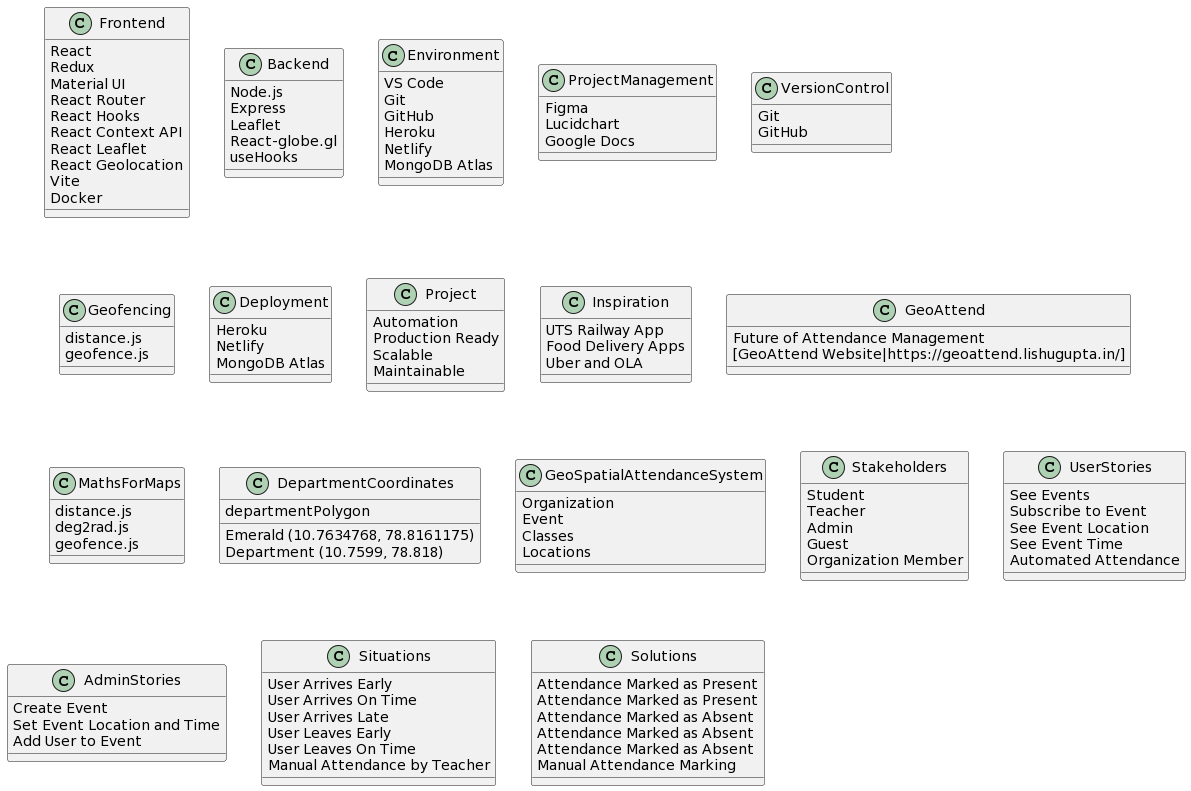 C Frontend
React
Redux
Material UI
React Router
React Hooks
React Context API
React Leaflet
React Geolocation
Vite
Docker
C Backend
Node.js
Express
Leaflet
React-globe.gl
useHooks
C Environment
VS Code
Git
GitHub
Heroku
Netlify
MongoDB Atlas
C ProjectManagement
Figma
Lucidchart
Google Docs
C VersionControl
Git
GitHub
C Geofencing
distance.js
geofence.js
C Deployment
Heroku
Netlify
MongoDB Atlas
C Project
Automation
Production Ready
Scalable
Maintainable
C Inspiration
UTS Railway App
Food Delivery Apps
Uber and OLA
C GeoAttend
Future of Attendance Management
[GeoAttend Website|https://geoattend.lishugupta.in/]
C MathsForMaps
distance.js
deg2rad.js
geofence.js
C DepartmentCoordinates
departmentPolygon
Emerald (10.7634768, 78.8161175)
Department (10.7599, 78.818)
C GeoSpatialAttendanceSystem
Organization
Event
Classes
Locations
C Stakeholders
Student
Teacher
Admin
Guest
Organization Member
C UserStories
See Events
Subscribe to Event
See Event Location
See Event Time
Automated Attendance
C AdminStories
Create Event
Set Event Location and Time
Add User to Event
C Situations
User Arrives Early
User Arrives On Time
User Arrives Late
User Leaves Early
User Leaves On Time
Manual Attendance by Teacher
C Solutions
Attendance Marked as Present
Attendance Marked as Present
Attendance Marked as Absent
Attendance Marked as Absent
Attendance Marked as Absent
Manual Attendance Marking